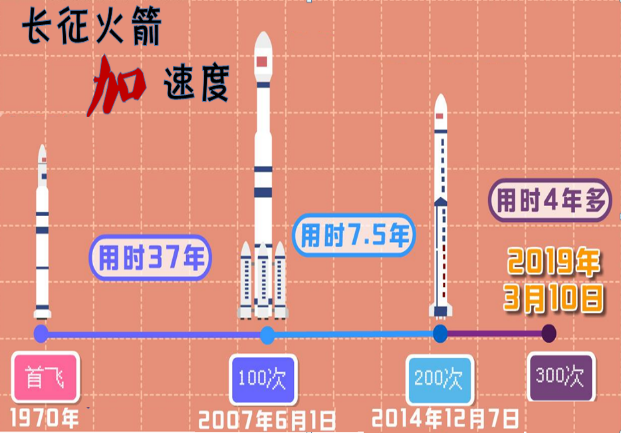 长征火箭
加速度
用时4年多
用时7.5年
用时37年
2019年
3月10日
首飞
100次
200次
300次
1970年
2007年6月1日
2014年12月7日